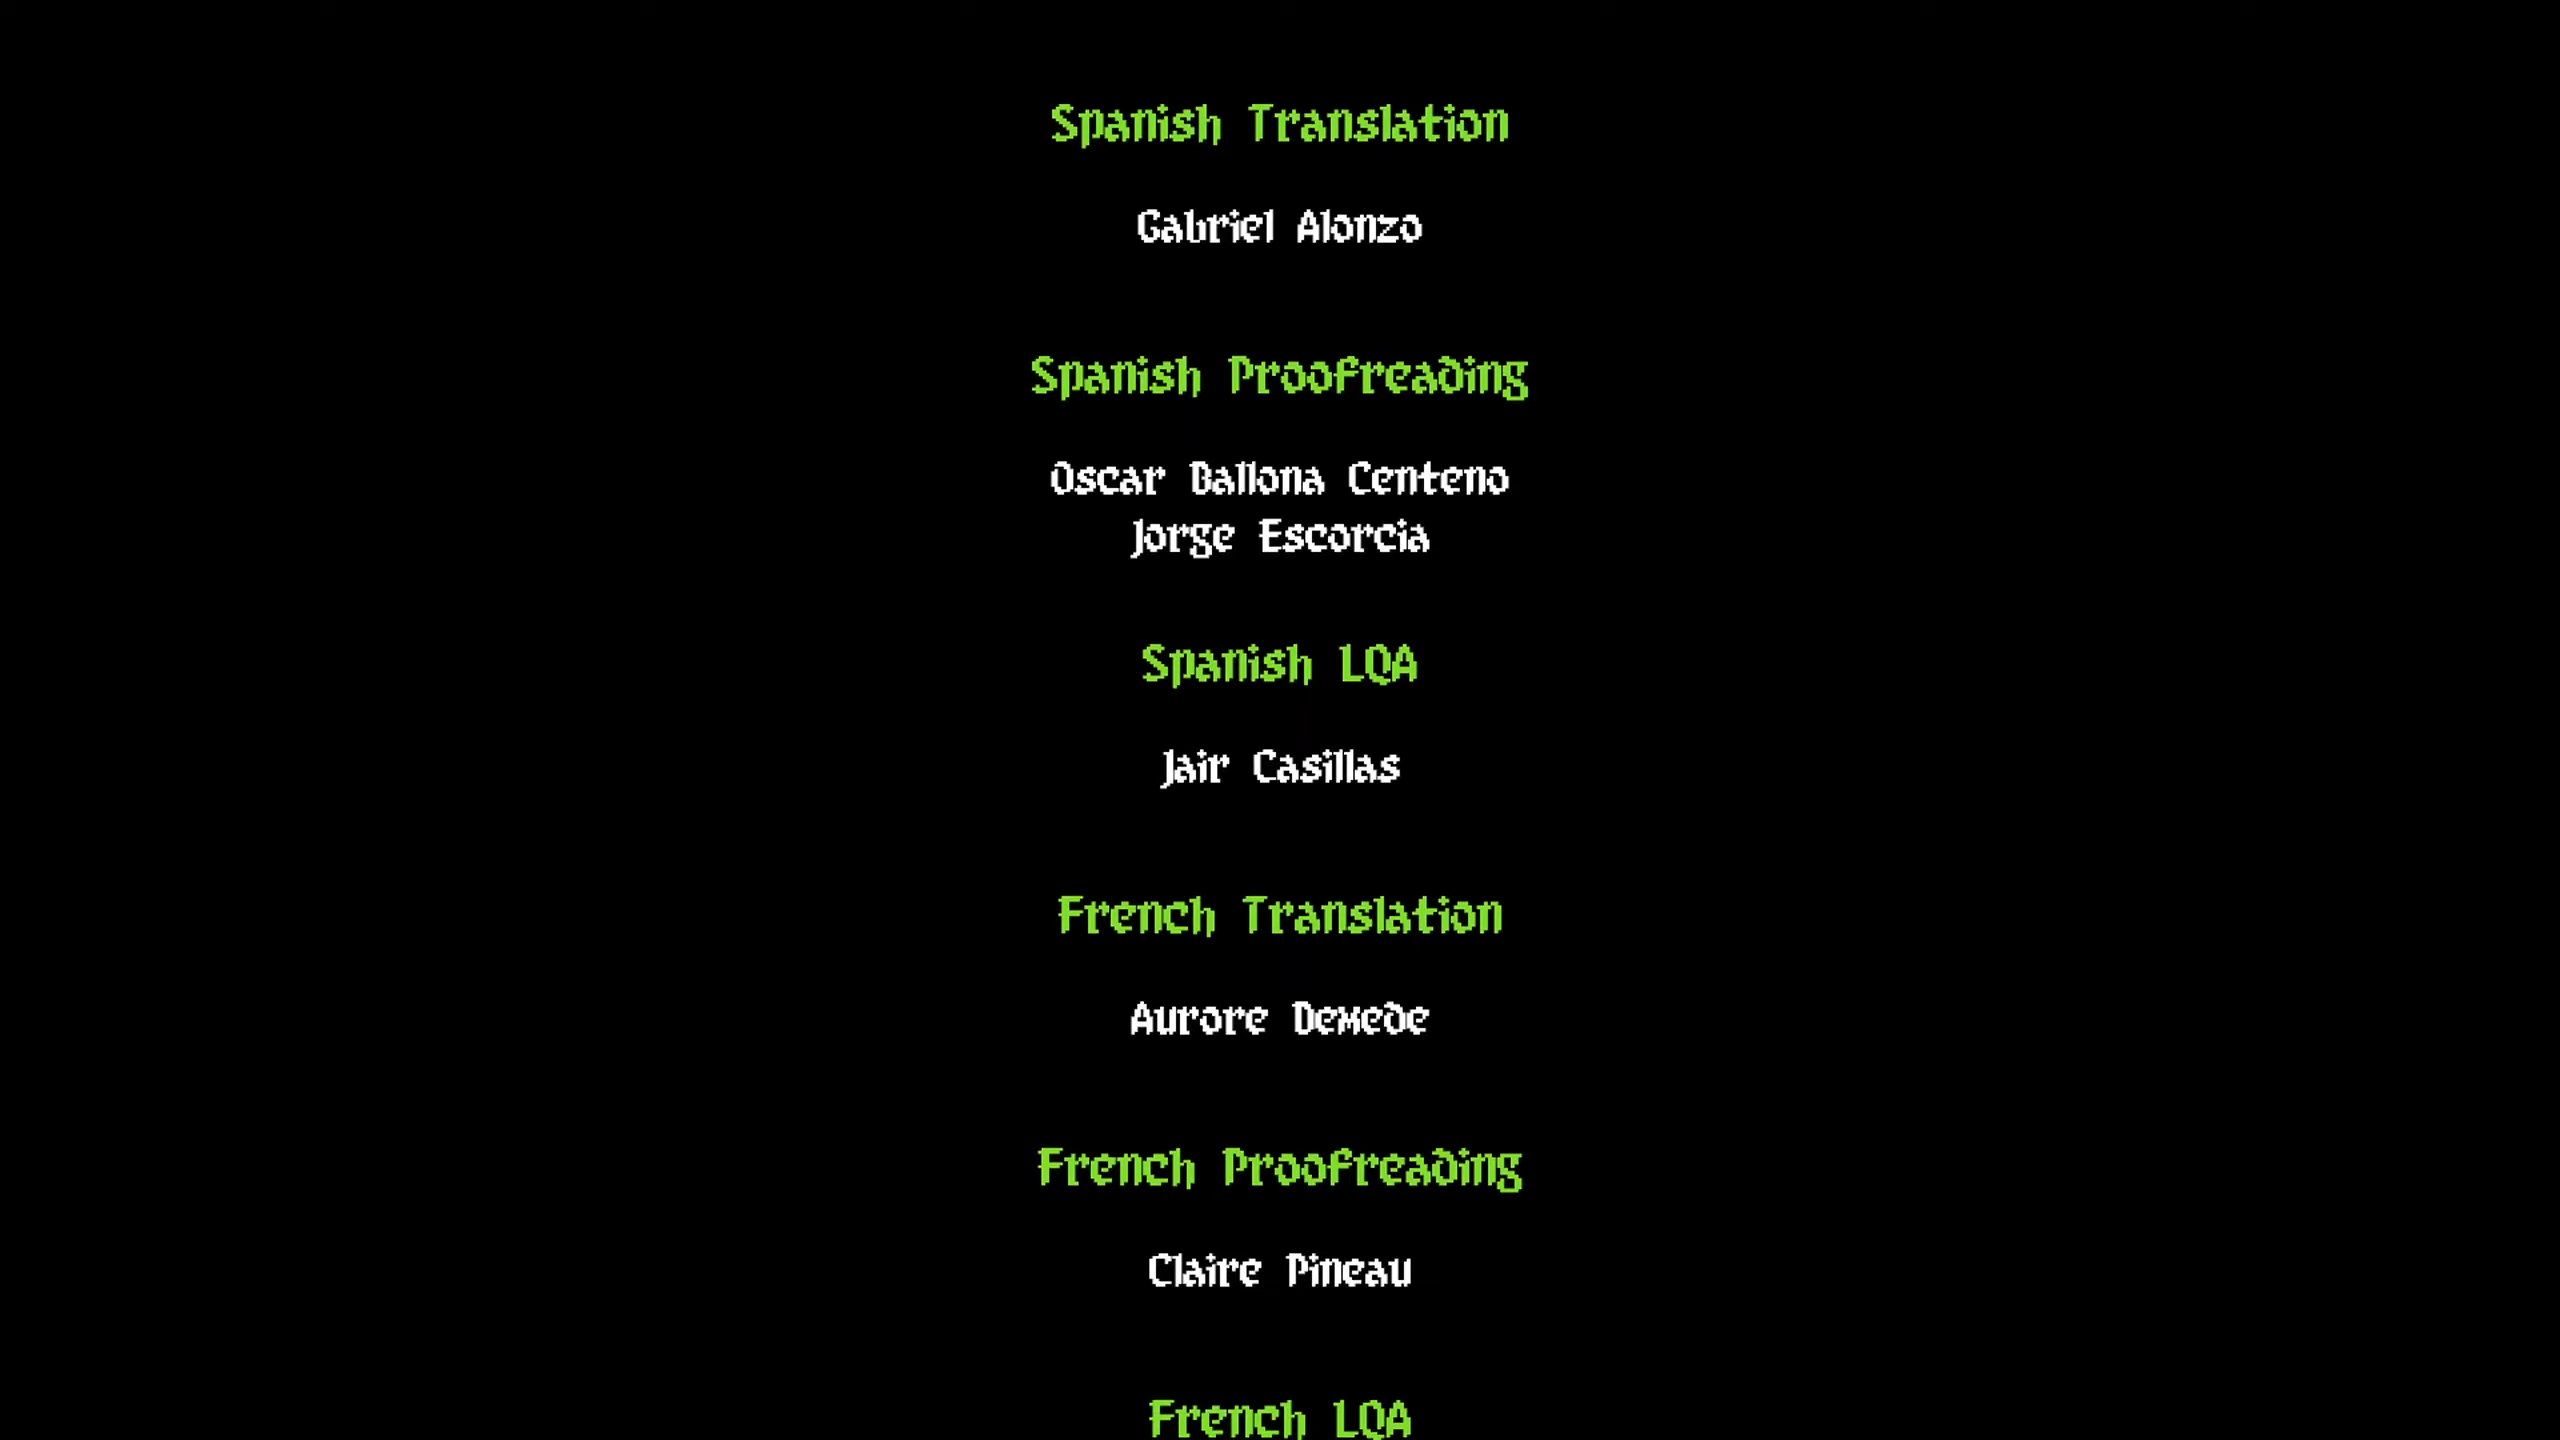 Spanish Translation
Gabriel Alonzo
Spanish Proofreading
Oscar Ballona Centeno
Jorge Escorcia
Spanish LQA
Jair Casillas
French Translation
Aurore Dexede
French Proofreading
Claire Pineau
French LQA